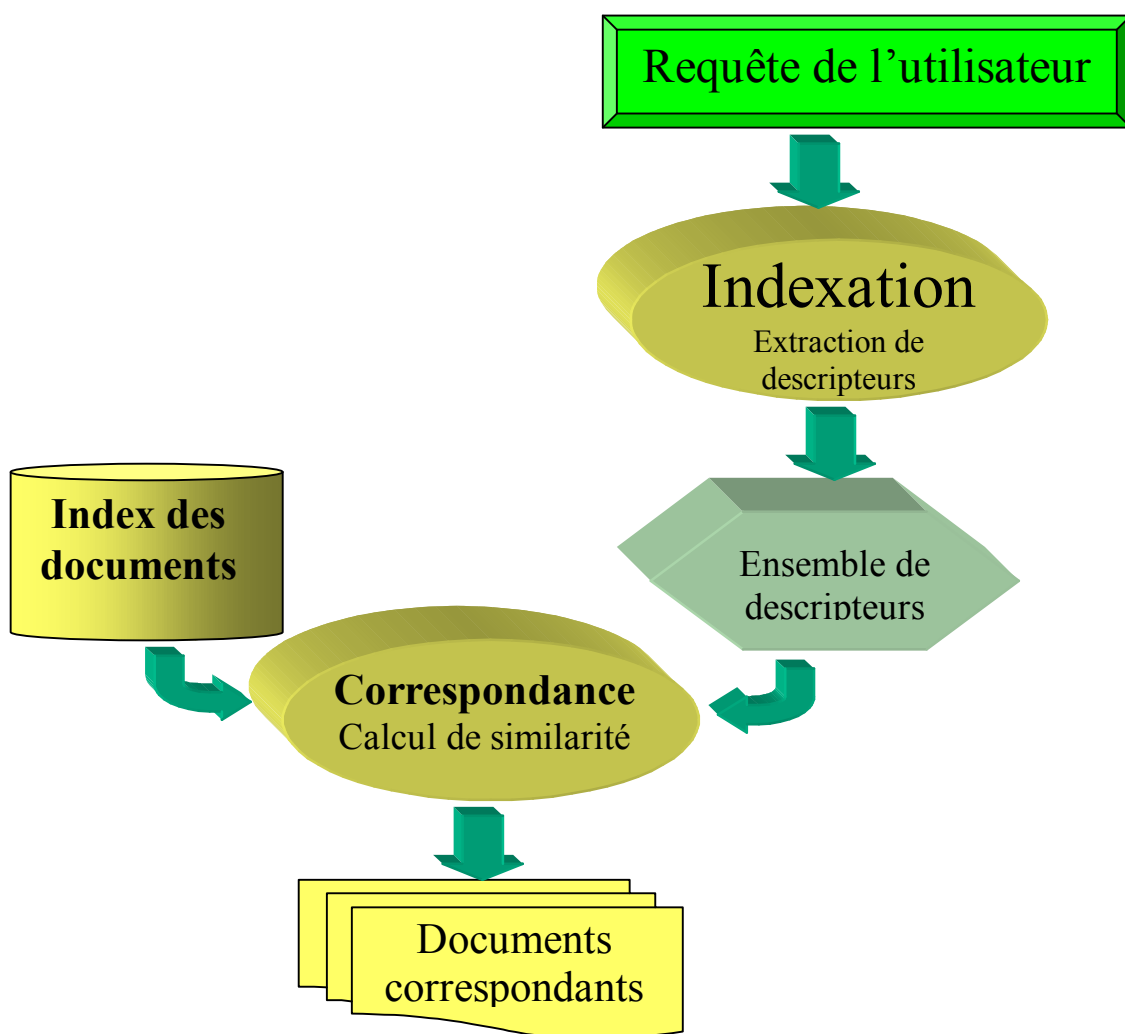 Requête de l’utilisateur
Indexation
Extraction de
descripteurs
Ensemble de
descripteurs
Index des
documents
Correspondance
Calcul de similarité
Documents
correspondants